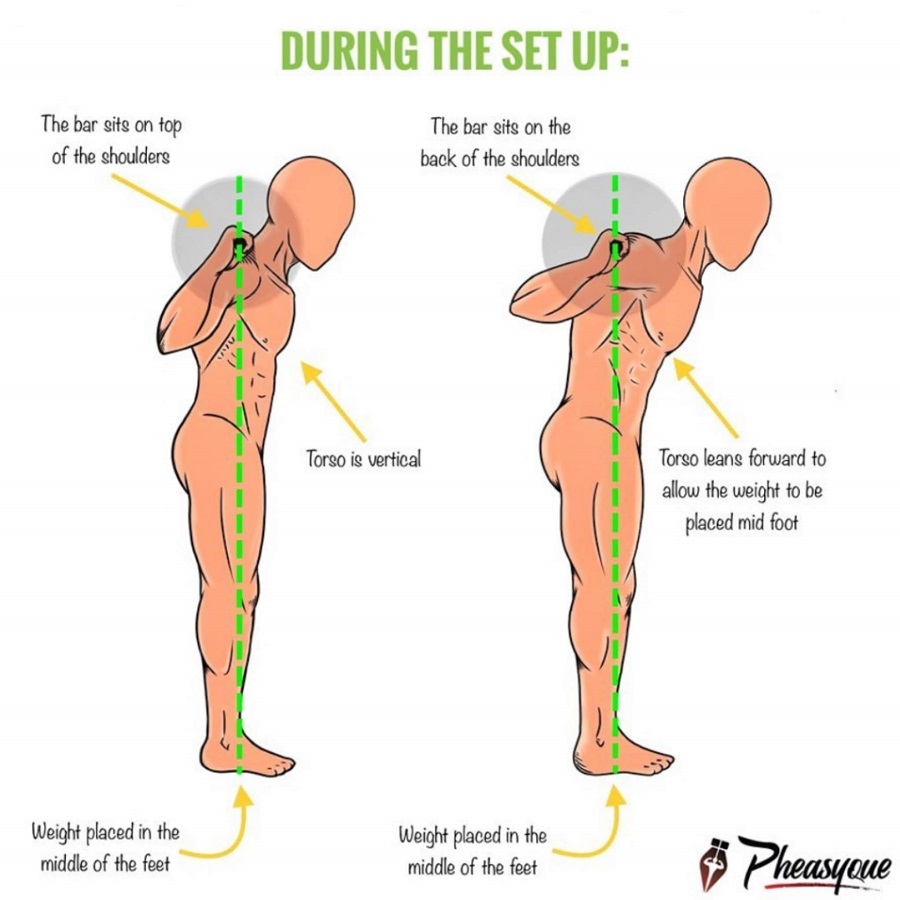 DURING THE SET UP:
The bar sits on top
of the shoulders
The bar sits on the
back of the shoulders
Torso is vertical
Torso leans forward to
allow the weight to be
placed mid foot
Weight placed in the
middle of the feet
Weight placed in the
middle of the feet
Pheasyque